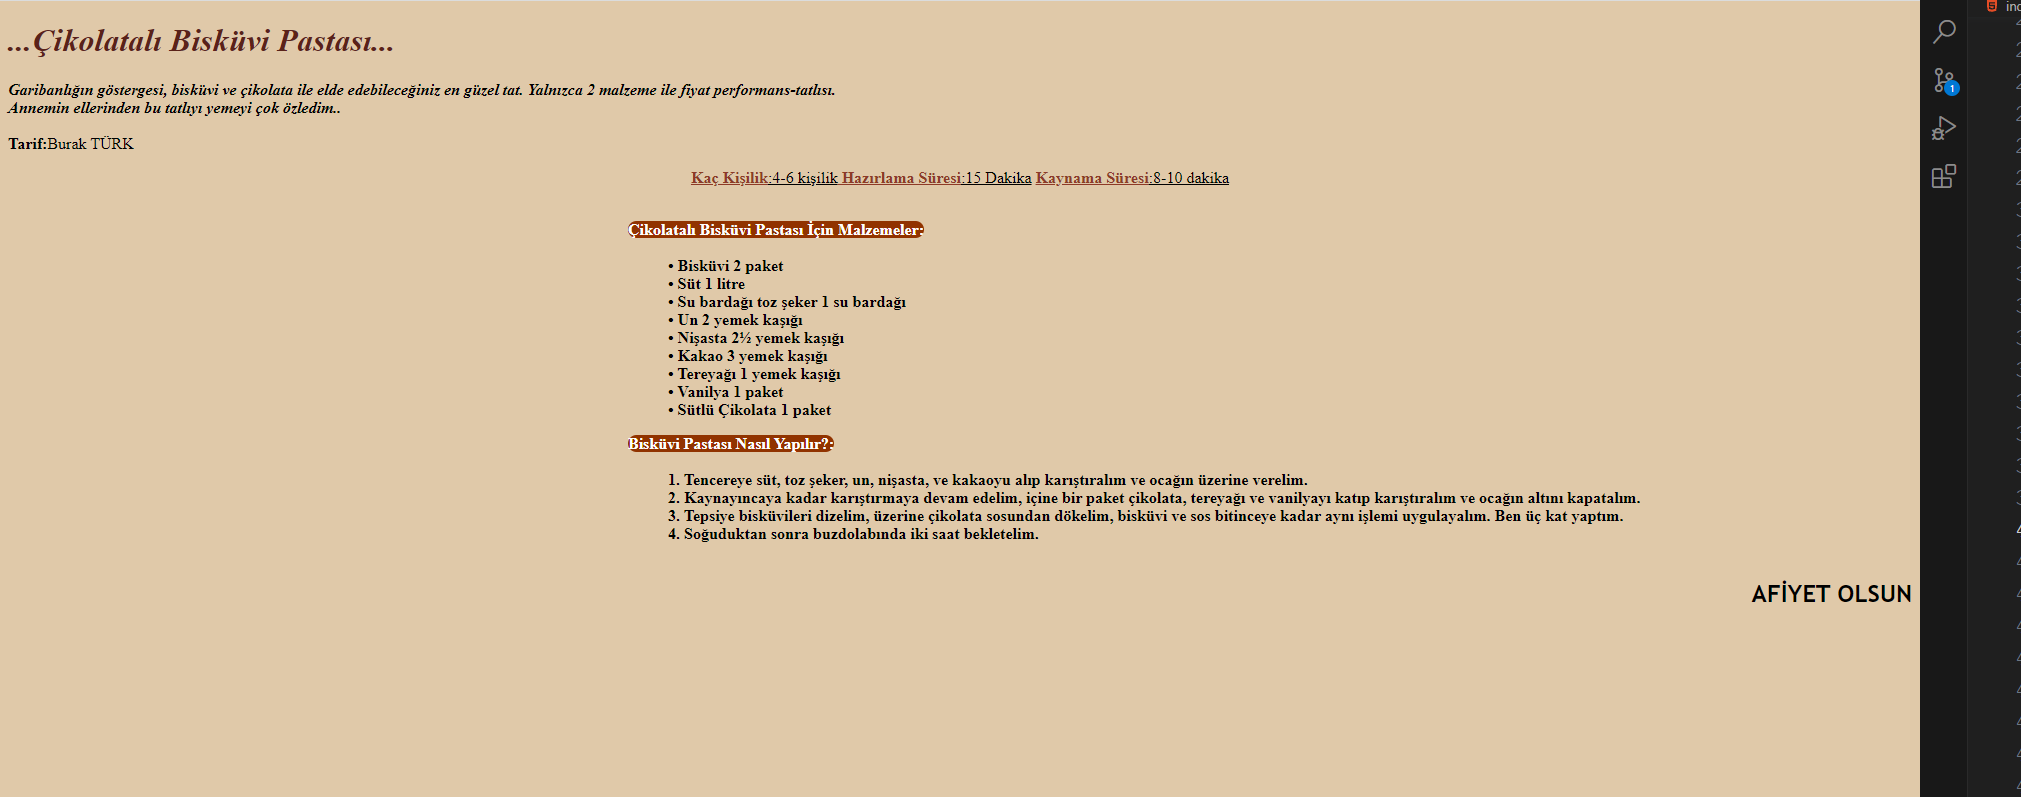 ...Çikolatalı Bisküvi Pastası...
Garibanlığın göstergesi, bisküvi ve çikolata ile elde edebileceğiniz en güzel tat. Yalnızca 2 malzeme ile fiyat performans-tatlısı.
Annemin ellerinden bu tatlıyı yemeyi çok özledim..
Tarif:Burak TÜRK
Kaç Kişilik:4-6 kişilik Hazırlama Süresi:15 Dakika Kaynama Süresi:8-10 dakika
Çikolatalı Bisküvi Pastası İçin Malzemeler:
• Bisküvi 2 paket
• Süt 1 litre
• Su bardağı toz şeker 1 su bardağı
• Un 2 yemek kaşığı
• Nişasta 2½ yemek kaşığı
• Kakao 3 yemek kaşığı
• Tereyağı 1 yemek kaşığı
• Vanilya 1 paket
• Sütlü Çikolata 1 paket
Bisküvi Pastası Nasıl Yapılır?:
1. Tencereye süt, toz şeker, un, nişasta, ve kakaoyu alıp karıştıralım ve ocağın üzerine verelim.
2. Kaynayıncaya kadar karıştırmaya devam edelim, içine bir paket çikolata, tereyağı ve vanilyayı katıp karıştıralım ve ocağın altını kapatalım.
3. Tepsiye bisküvileri dizelim, üzerine çikolata sosundan dökelim, bisküvi ve sos bitinceye kadar aynı işlemi uygulayalım. Ben üç kat yaptım.
4. Soğuduktan sonra buzdolabında iki saat bekletelim.
AFİYET OLSUN
1